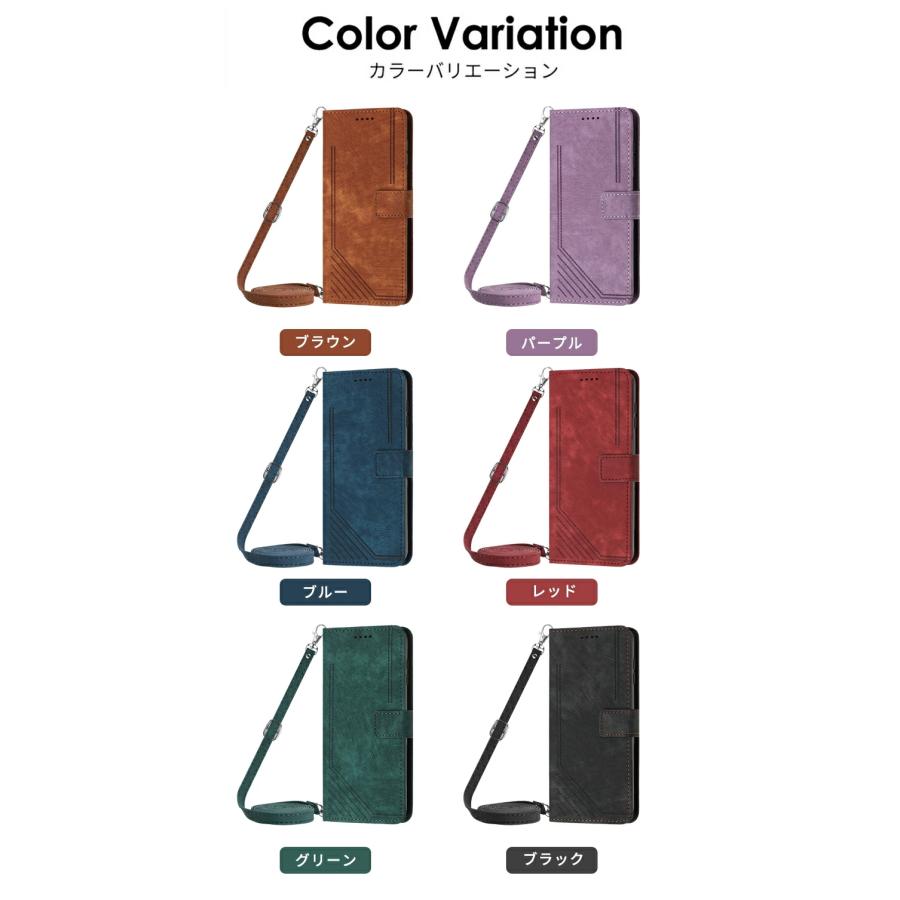 Color Variation
カラーバリエーション
ブラウン
パープル
ブルー
レッド
グリーン
ブラック